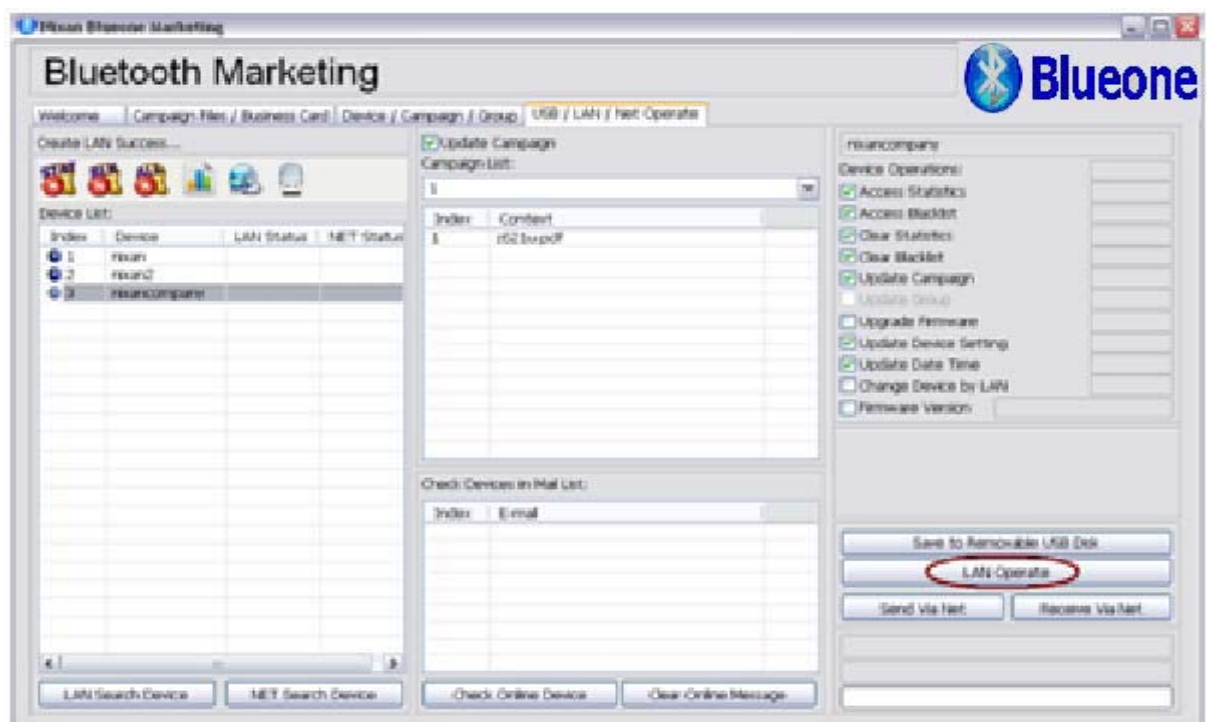 Blueone Marketing
Bluetooth Marketing
Blueone
Welcome
Campaign Files / Business Card
Device / Campaign / Group
USB / LAN / Net Operate
Create LAN Success...
Device List:
Index Device LAN Status NET Status
1
2
3
Update Campaign
Campaign List:
1
Index Context
1
Check Devices in Mail List:
Index E-mail
LAN Search Device
NET Search Device
Check Online Device
Clear Online Message
Device Operations:
Access Statistics
Access Blacklist
Clear Statistics
Clear Blacklist
Update Campaign
Update Group
Upgrade Firmware
Update Device Setting
Update Date Time
Change Device by LAN
Firmware Version
Save to Removable USB Disk
LAN Operate
Send Via Net
Receive Via Net